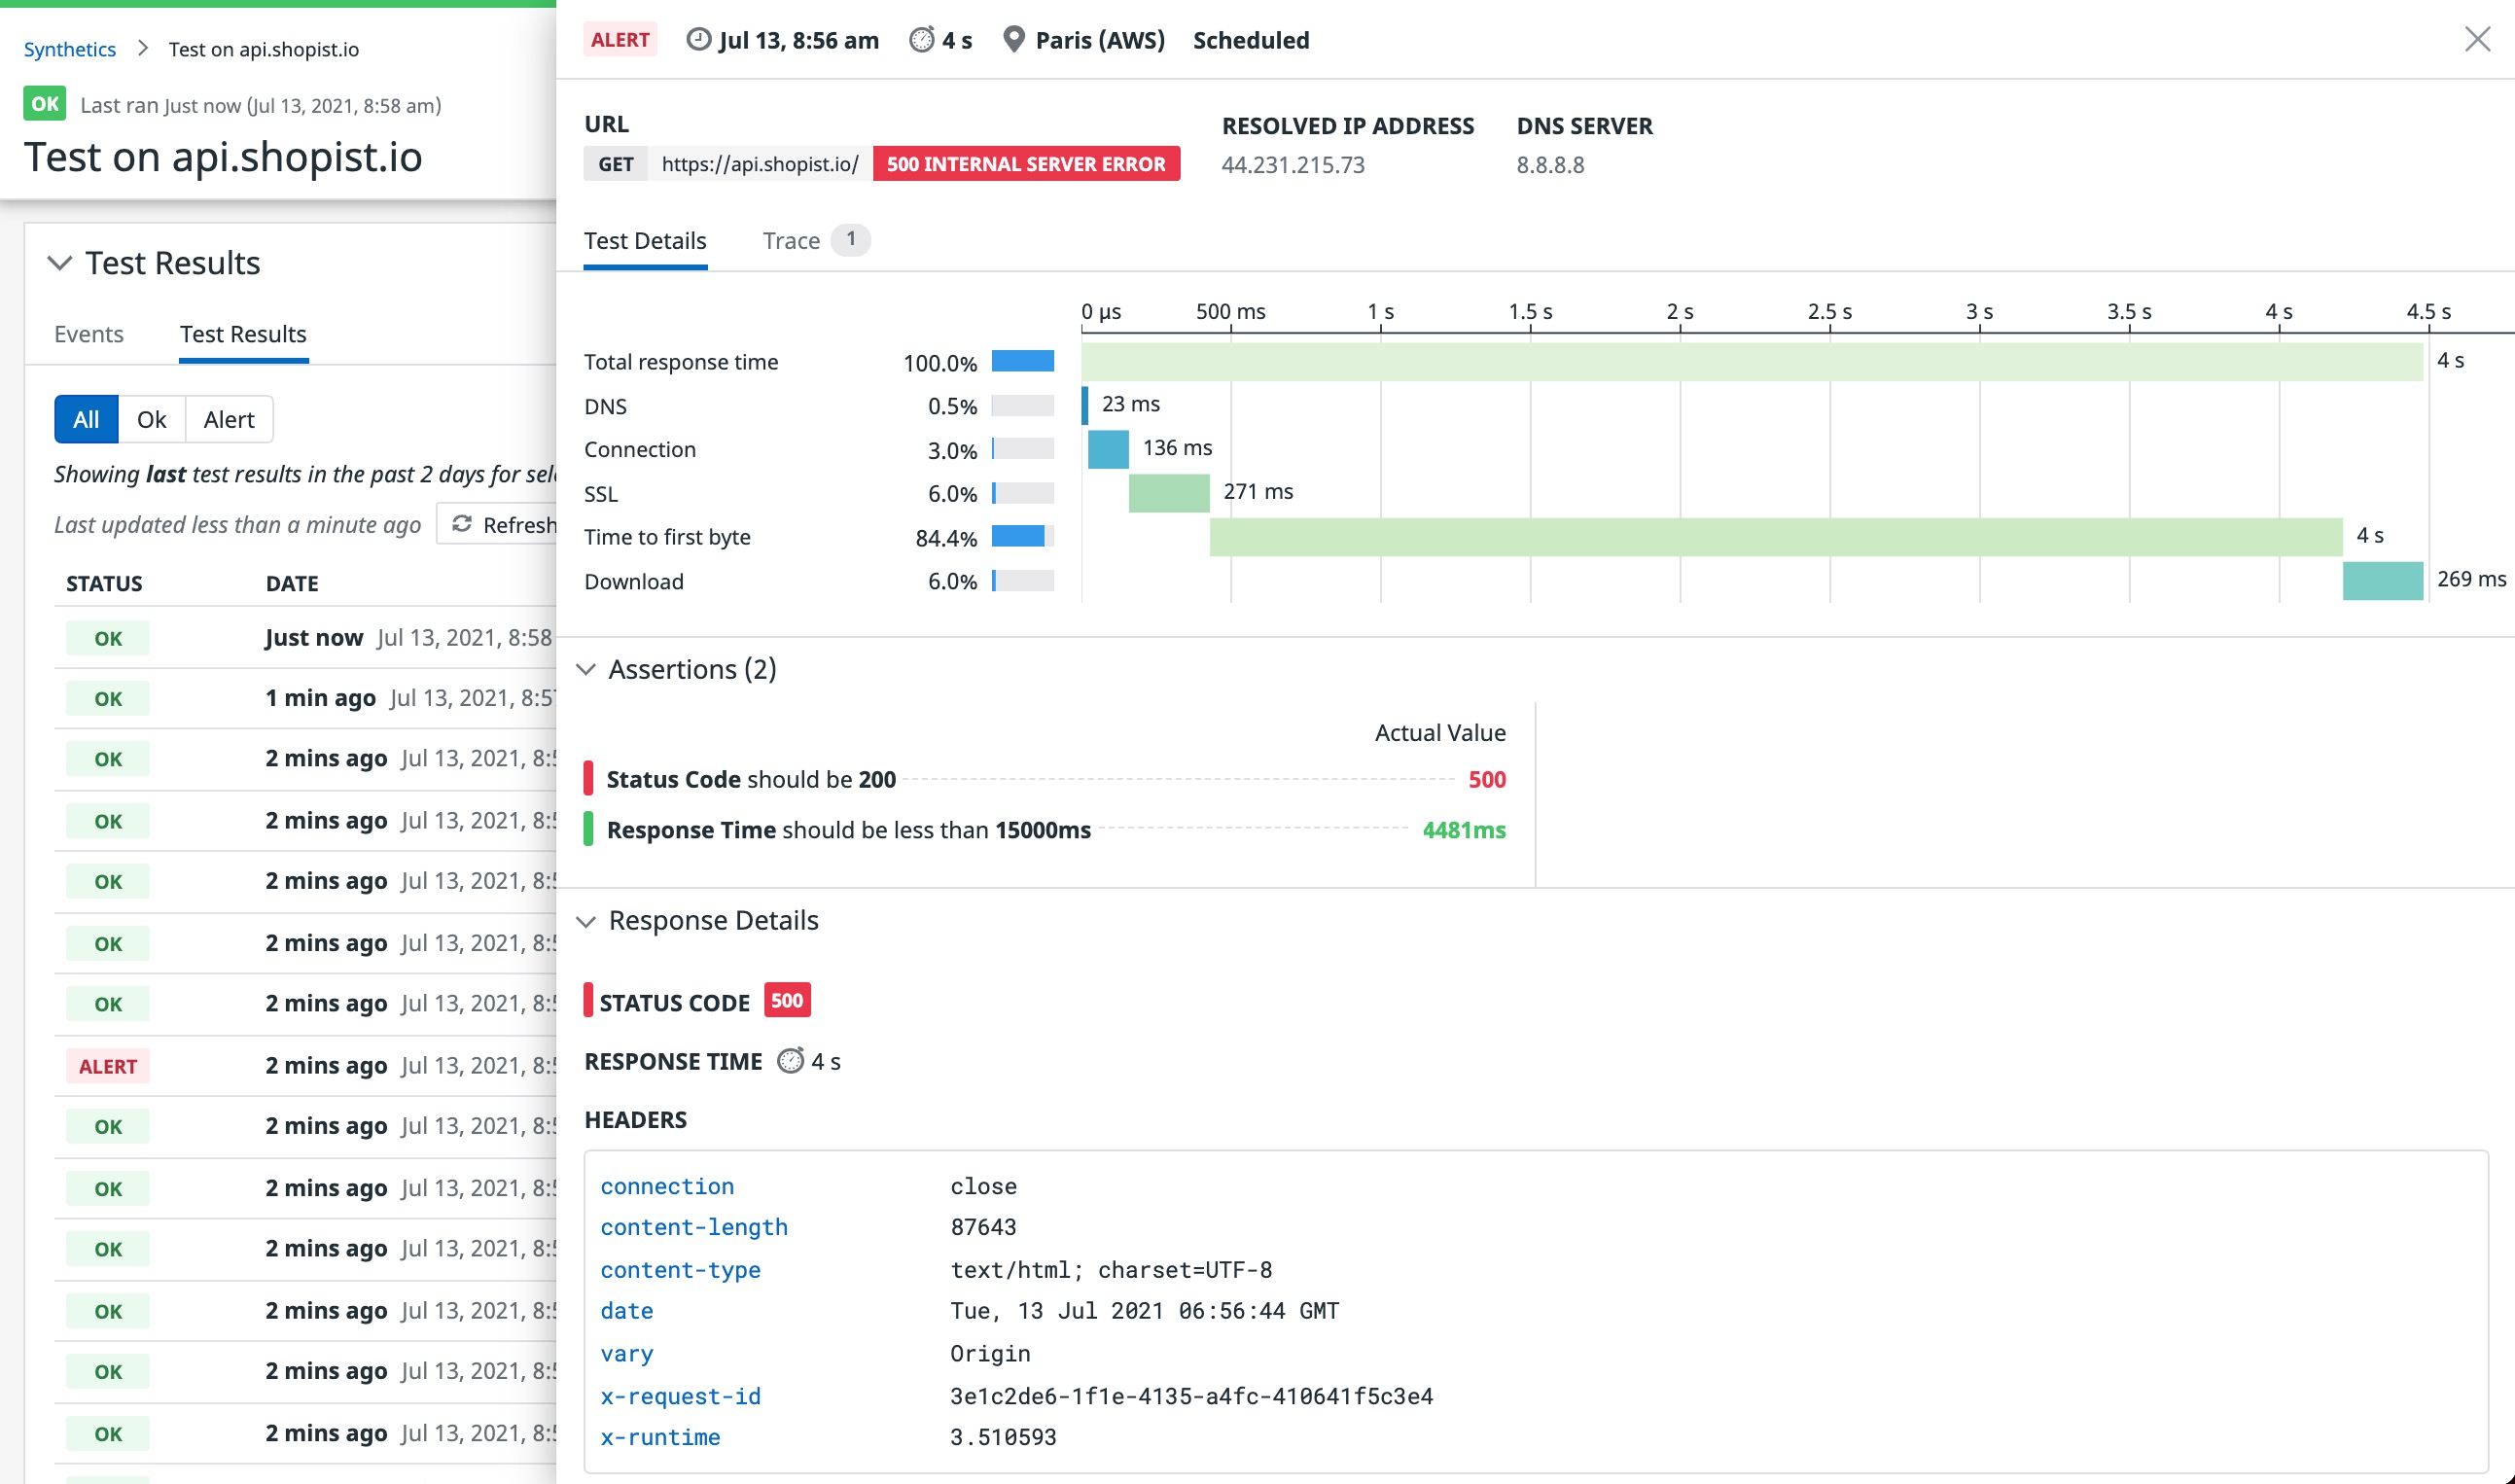 Synthetics > Test on api.shopist.io
OK Last ran Just now (Jul 13, 2021, 8:58 am)
Test on api.shopist.io
Test Results
Events Test Results
All Ok Alert
Showing last test results in the past 2 days for
Last updated less than a minute ago Refresh
STATUS DATE
OK Just now Jul 13, 2021, 8:58
OK 1 min ago Jul 13, 2021, 8:5
OK 2 mins ago Jul 13, 2021, 8:
OK 2 mins ago Jul 13, 2021, 8:
OK 2 mins ago Jul 13, 2021, 8:
OK 2 mins ago Jul 13, 2021, 8:
OK 2 mins ago Jul 13, 2021, 8:
ALERT 2 mins ago Jul 13, 2021, 8:
OK 2 mins ago Jul 13, 2021, 8:
OK 2 mins ago Jul 13, 2021, 8:
OK 2 mins ago Jul 13, 2021, 8:
OK 2 mins ago Jul 13, 2021, 8:
OK 2 mins ago Jul 13, 2021, 8:
OK 2 mins ago Jul 13, 2021, 8:
ALERT Jul 13, 8:56 am 4 s Paris (AWS) Scheduled
URL RESOLVED IP ADDRESS DNS SERVER
GET https://api.shopist.io/ 500 INTERNAL SERVER ERROR 44.231.215.73 8.8.8.8
Test Details Trace 1
0 µs 500 ms 1 s 1.5 s 2 s 2.5 s 3 s 3.5 s 4 s 4.5 s
Total response time 100.0% 4 s
DNS 0.5% 23 ms
Connection 3.0% 136 ms
SSL 6.0% 271 ms
Time to first byte 84.4% 4 s
Download 6.0% 269 ms
Assertions (2)
Actual Value
Status Code should be 200 500
Response Time should be less than 15000ms 4481ms
Response Details
STATUS CODE 500
RESPONSE TIME 4 s
HEADERS
connection close
content-length 87643
content-type text/html; charset=UTF-8
date Tue, 13 Jul 2021 06:56:44 GMT
vary Origin
x-request-id 3e1c2de6-1f1e-4135-a4fc-410641f5c3e4
x-runtime 3.510593